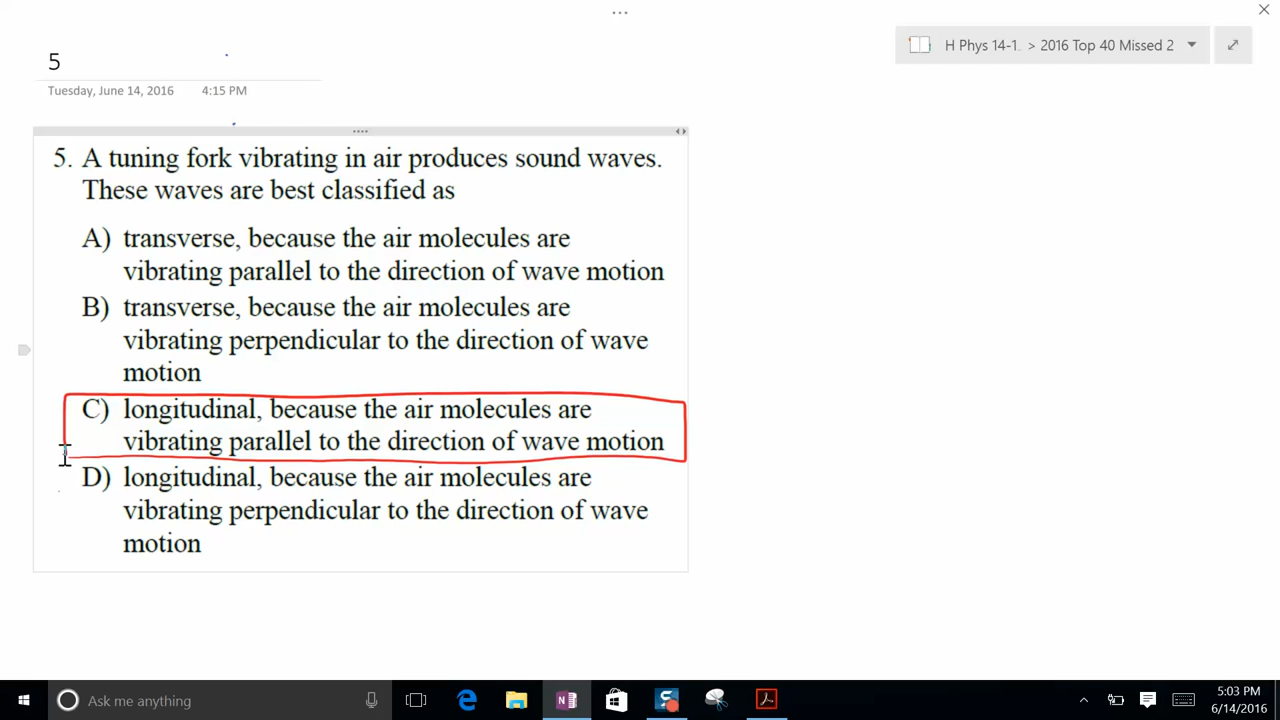 ...
H Phys 14-1. > 2016 Top 40 Missed 2
5
Tuesday, June 14, 2016 4:15 PM
5. A tuning fork vibrating in air produces sound waves.
These waves are best classified as
A) transverse, because the air molecules are
vibrating parallel to the direction of wave motion
B) transverse, because the air molecules are
vibrating perpendicular to the direction of wave
motion
C) longitudinal, because the air molecules are
vibrating parallel to the direction of wave motion
D) longitudinal, because the air molecules are
vibrating perpendicular to the direction of wave
motion
Ask me anything
5:03 PM
6/14/2016